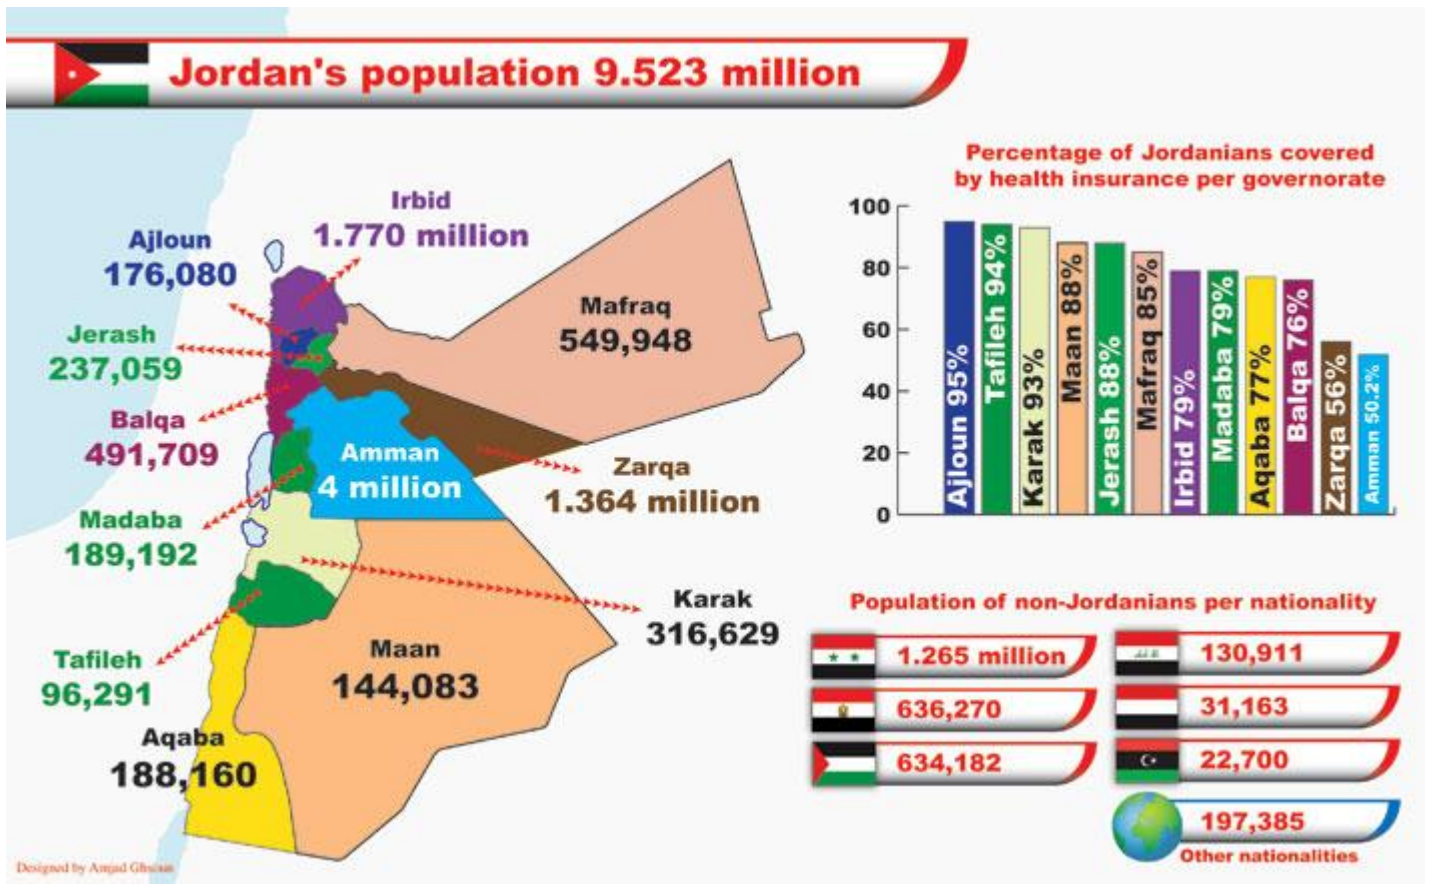 Jordan's population 9.523 million
Irbid
1.770 million
Ajloun
176,080
Jerash
237,059
Balqa
491,709
Madaba
189,192
Tafileh
96,291
Aqaba
188,160
Mafraq
549,948
Amman
4 million
Zarqa
1.364 million
Karak
316,629
Maan
144,083
Designed by Amjad
Percentage of Jordanians covered
by health insurance per governorate
100
80
60
40
20
0
Ajloun 95%
Tafileh 94%
Karak 93%
Maan 88%
Jerash 88%
Mafraq 85%
Irbid 79%
Madaba 79%
Aqaba 77%
Balqa 76%
Zarqa 56%
Amman 50.2%
Population of non-Jordanians per nationality
1.265 million
636,270
634,182
130,911
31,163
22,700
197,385
Other nationalities